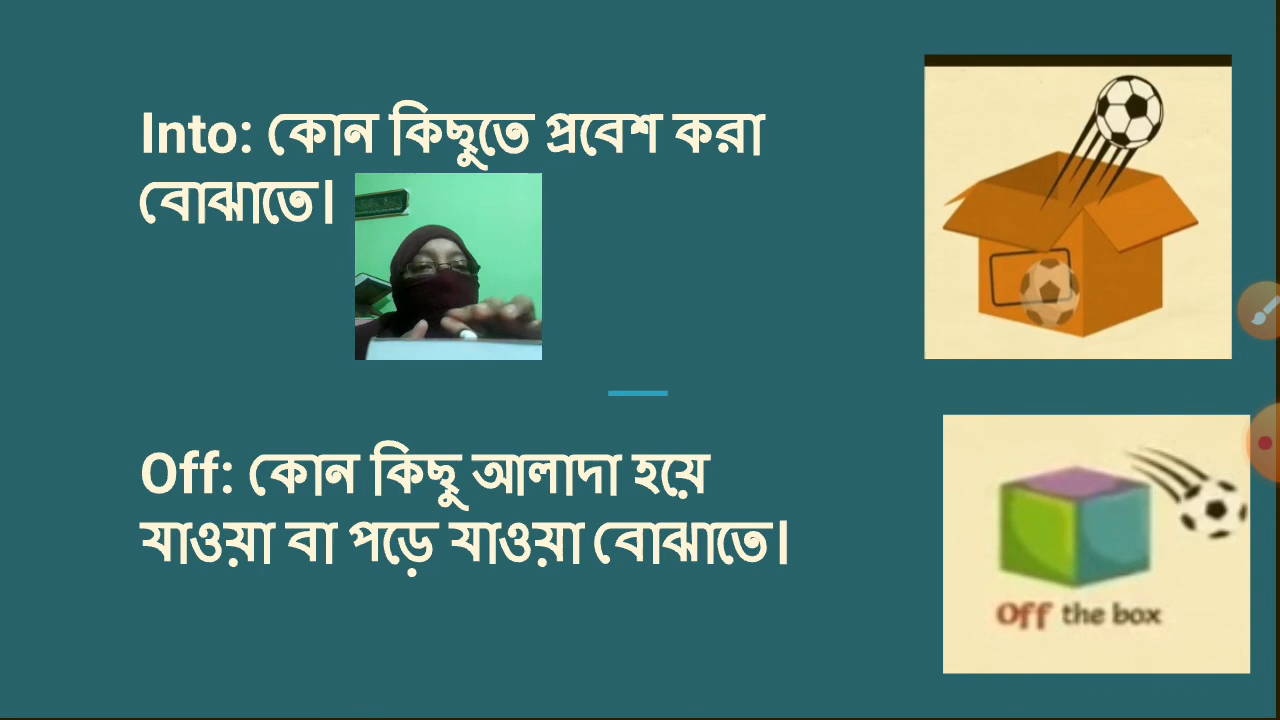 Into: কোন কিছুতে প্রবেশ করা
বোঝাতে।
Off: কোন কিছু আলাদা হয়ে
যাওয়া বা পড়ে যাওয়া বোঝাতে।
Off the box